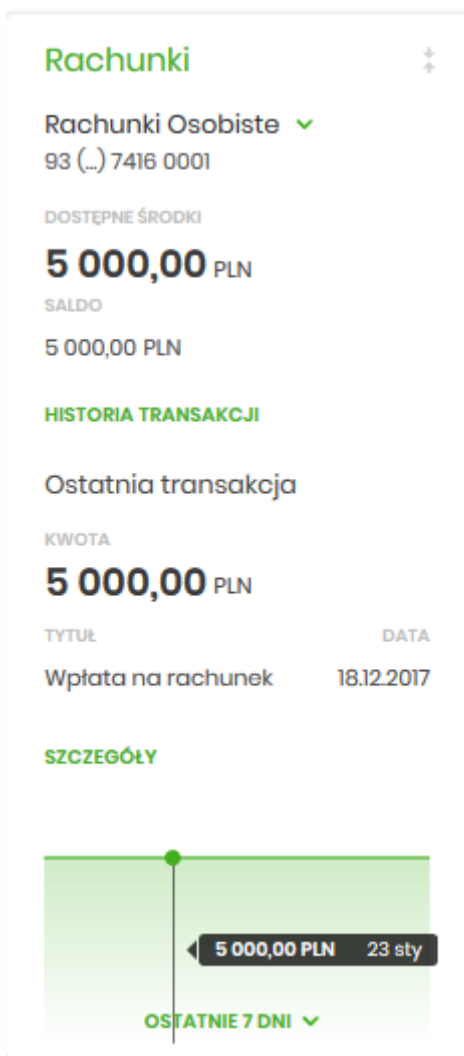 Rachunki
Rachunki Osobiste
93 (...) 7416 0001
DOSTĘPNE ŚRODKI
5 000,00 PLN
SALDO
5 000,00 PLN
HISTORIA TRANSAKCJI
Ostatnia transakcja
KWOTA
5 000,00 PLN
TYTUŁ DATA
Wpłata na rachunek 18.12.2017
SZCZEGÓŁY
5 000,00 PLN 23 sty
OSTATNIE 7 DNI